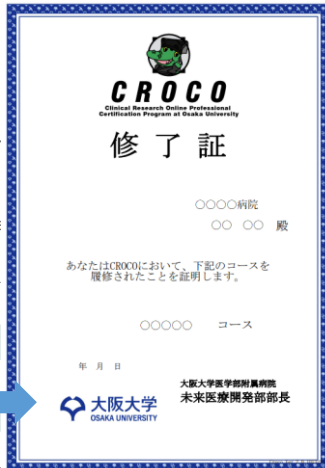 CROCO
Clinical Research Online Professional
Certification Program at Osaka University
修了証
○○○○病院
○○ ○○ 殿
あなたはCROCOにおいて、下記のコースを
履修されたことを証明します。
○○○○○ コース
年 月 日
大阪大学医学部附属病院
未来医療開発部部長
大阪大学
OSAKA UNIVERSITY